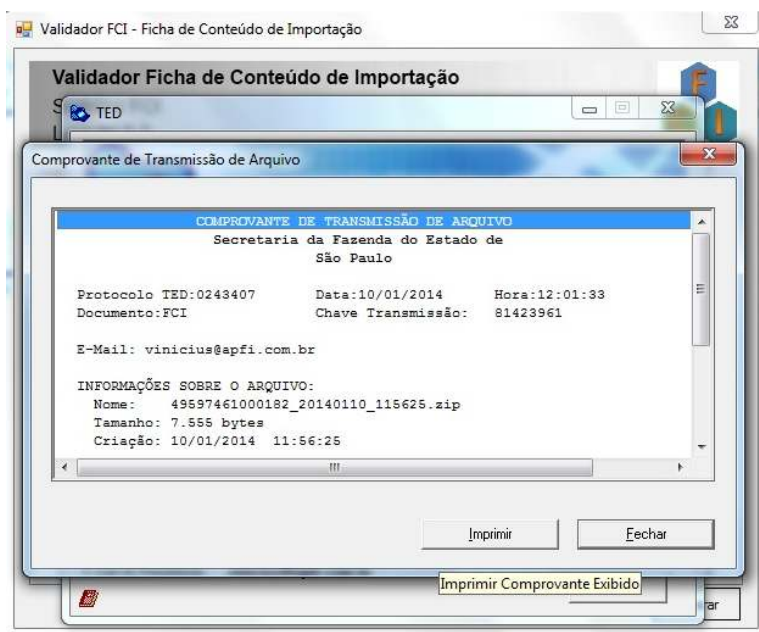 Validador FCI - Ficha de Conteúdo de Importação
Validador Ficha de Conteúdo de Importação
TED
Comprovante de Transmissão de Arquivo
COMPROVANTE DE TRANSMISSÃO DE ARQUIVO
Secretaria da Fazenda do Estado de
São Paulo
Protocolo TED:0243407 Data:10/01/2014 Hora:12:01:33
Documento:FCI Chave Transmissão: 81423961
E-Mail: vinicius@apfi.com.br
INFORMAÇÕES SOBRE O ARQUIVO:
Nome: 49597461000182_20140110_115625.zip
Tamanho: 7.555 bytes
Criação: 10/01/2014 11:56:25
Imprimir Fechar
Imprimir Comprovante Exibido